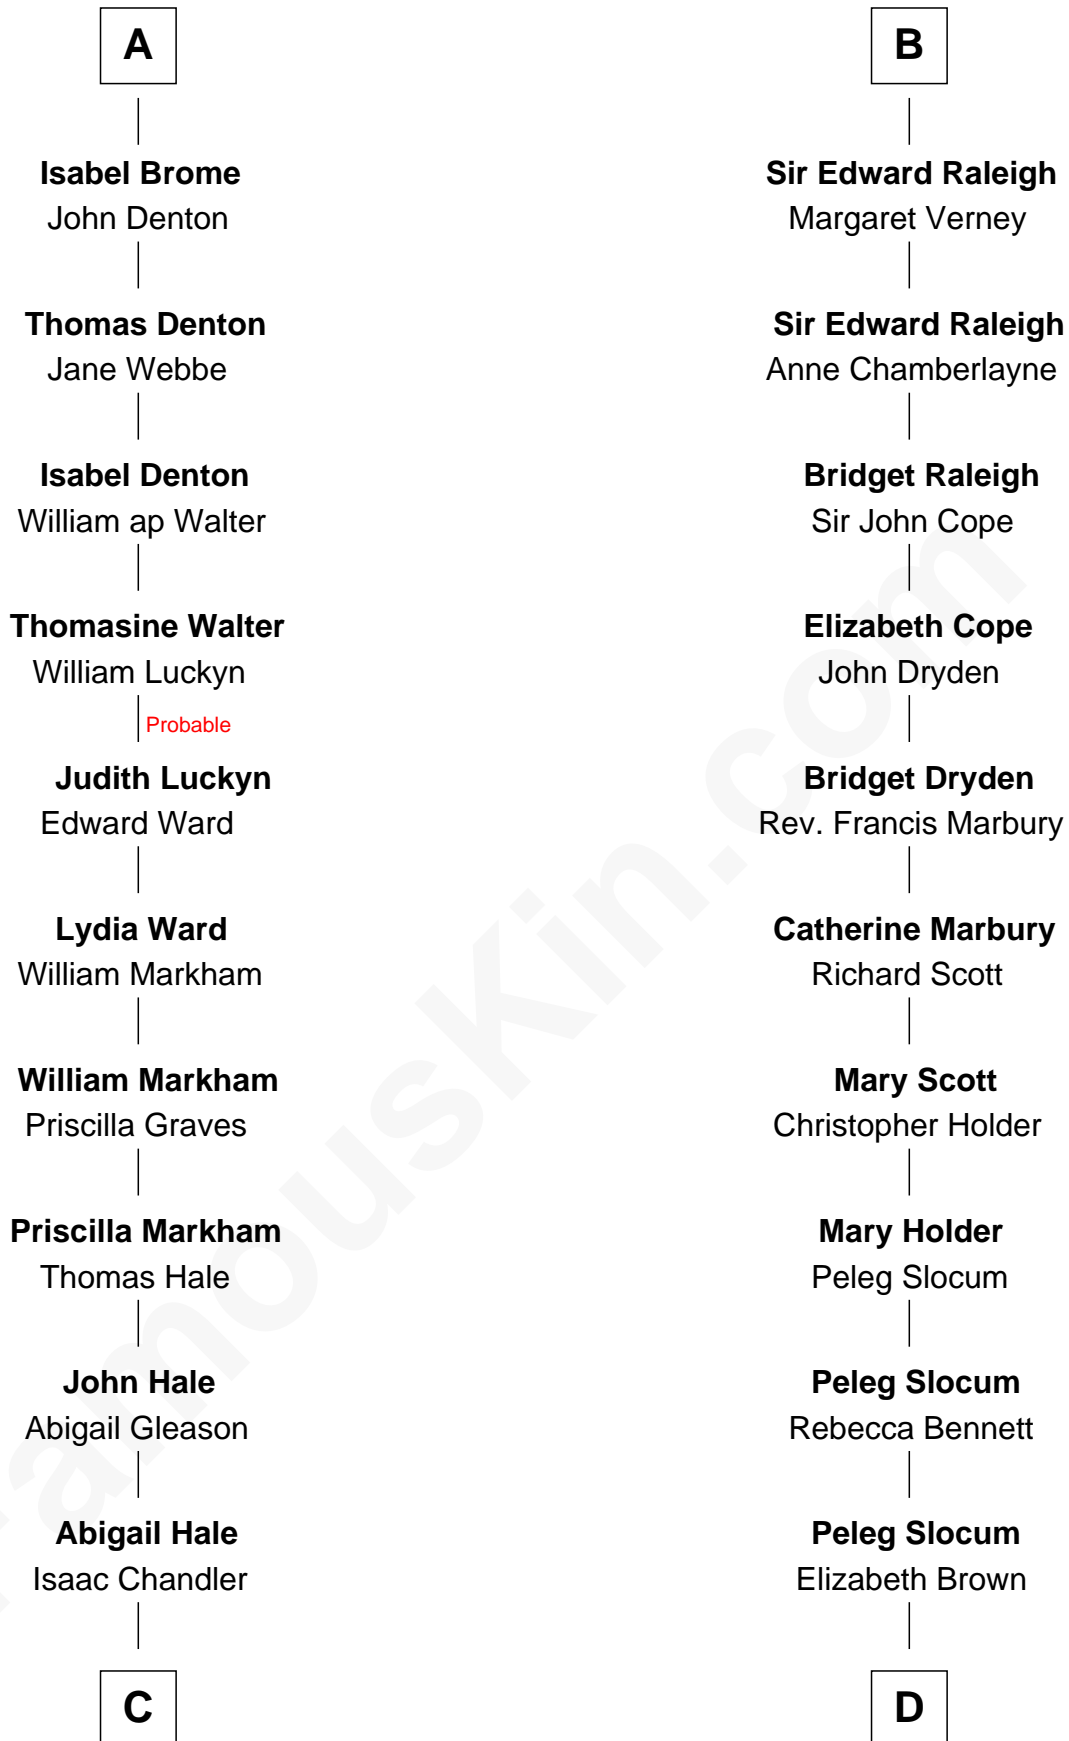 A
Isabel Brome
John Denton
Thomas Denton
Jane Webbe
Isabel Denton
William ap Walter
Thomasine Walter
William Luckyn
Probable
Judith Luckyn
Edward Ward
Lydia Ward
William Markham
William Markham
Priscilla Graves
Priscilla Markham
Thomas Hale
John Hale
Abigail Gleason
Abigail Hale
Isaac Chandler
C
B
Sir Edward Raleigh
Margaret Verney
Sir Edward Raleigh
Anne Chamberlayne
Bridget Raleigh
Sir John Cope
Elizabeth Cope
John Dryden
Bridget Dryden
Rev. Francis Marbury
Catherine Marbury
Richard Scott
Mary Scott
Christopher Holder
Mary Holder
Peleg Slocum
Peleg Slocum
Rebecca Bennett
Peleg Slocum
Elizabeth Brown
D
FamousKin.com